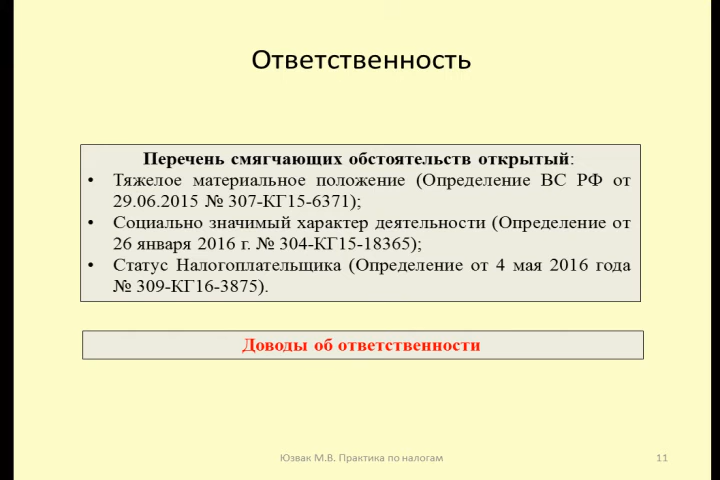 Ответственность
Перечень смягчающих обстоятельств открытый:
• Тяжелое материальное положение (Определение ВС РФ от
29.06.2015 № 307-КГ15-6371);
• Социально значимый характер деятельности (Определение от
26 января 2016 г. № 304-КГ15-18365);
• Статус Налогоплательщика (Определение от 4 мая 2016 года
№ 309-КГ16-3875).
Доводы об ответственности
Юзвак М.В. Практика по налогам
11